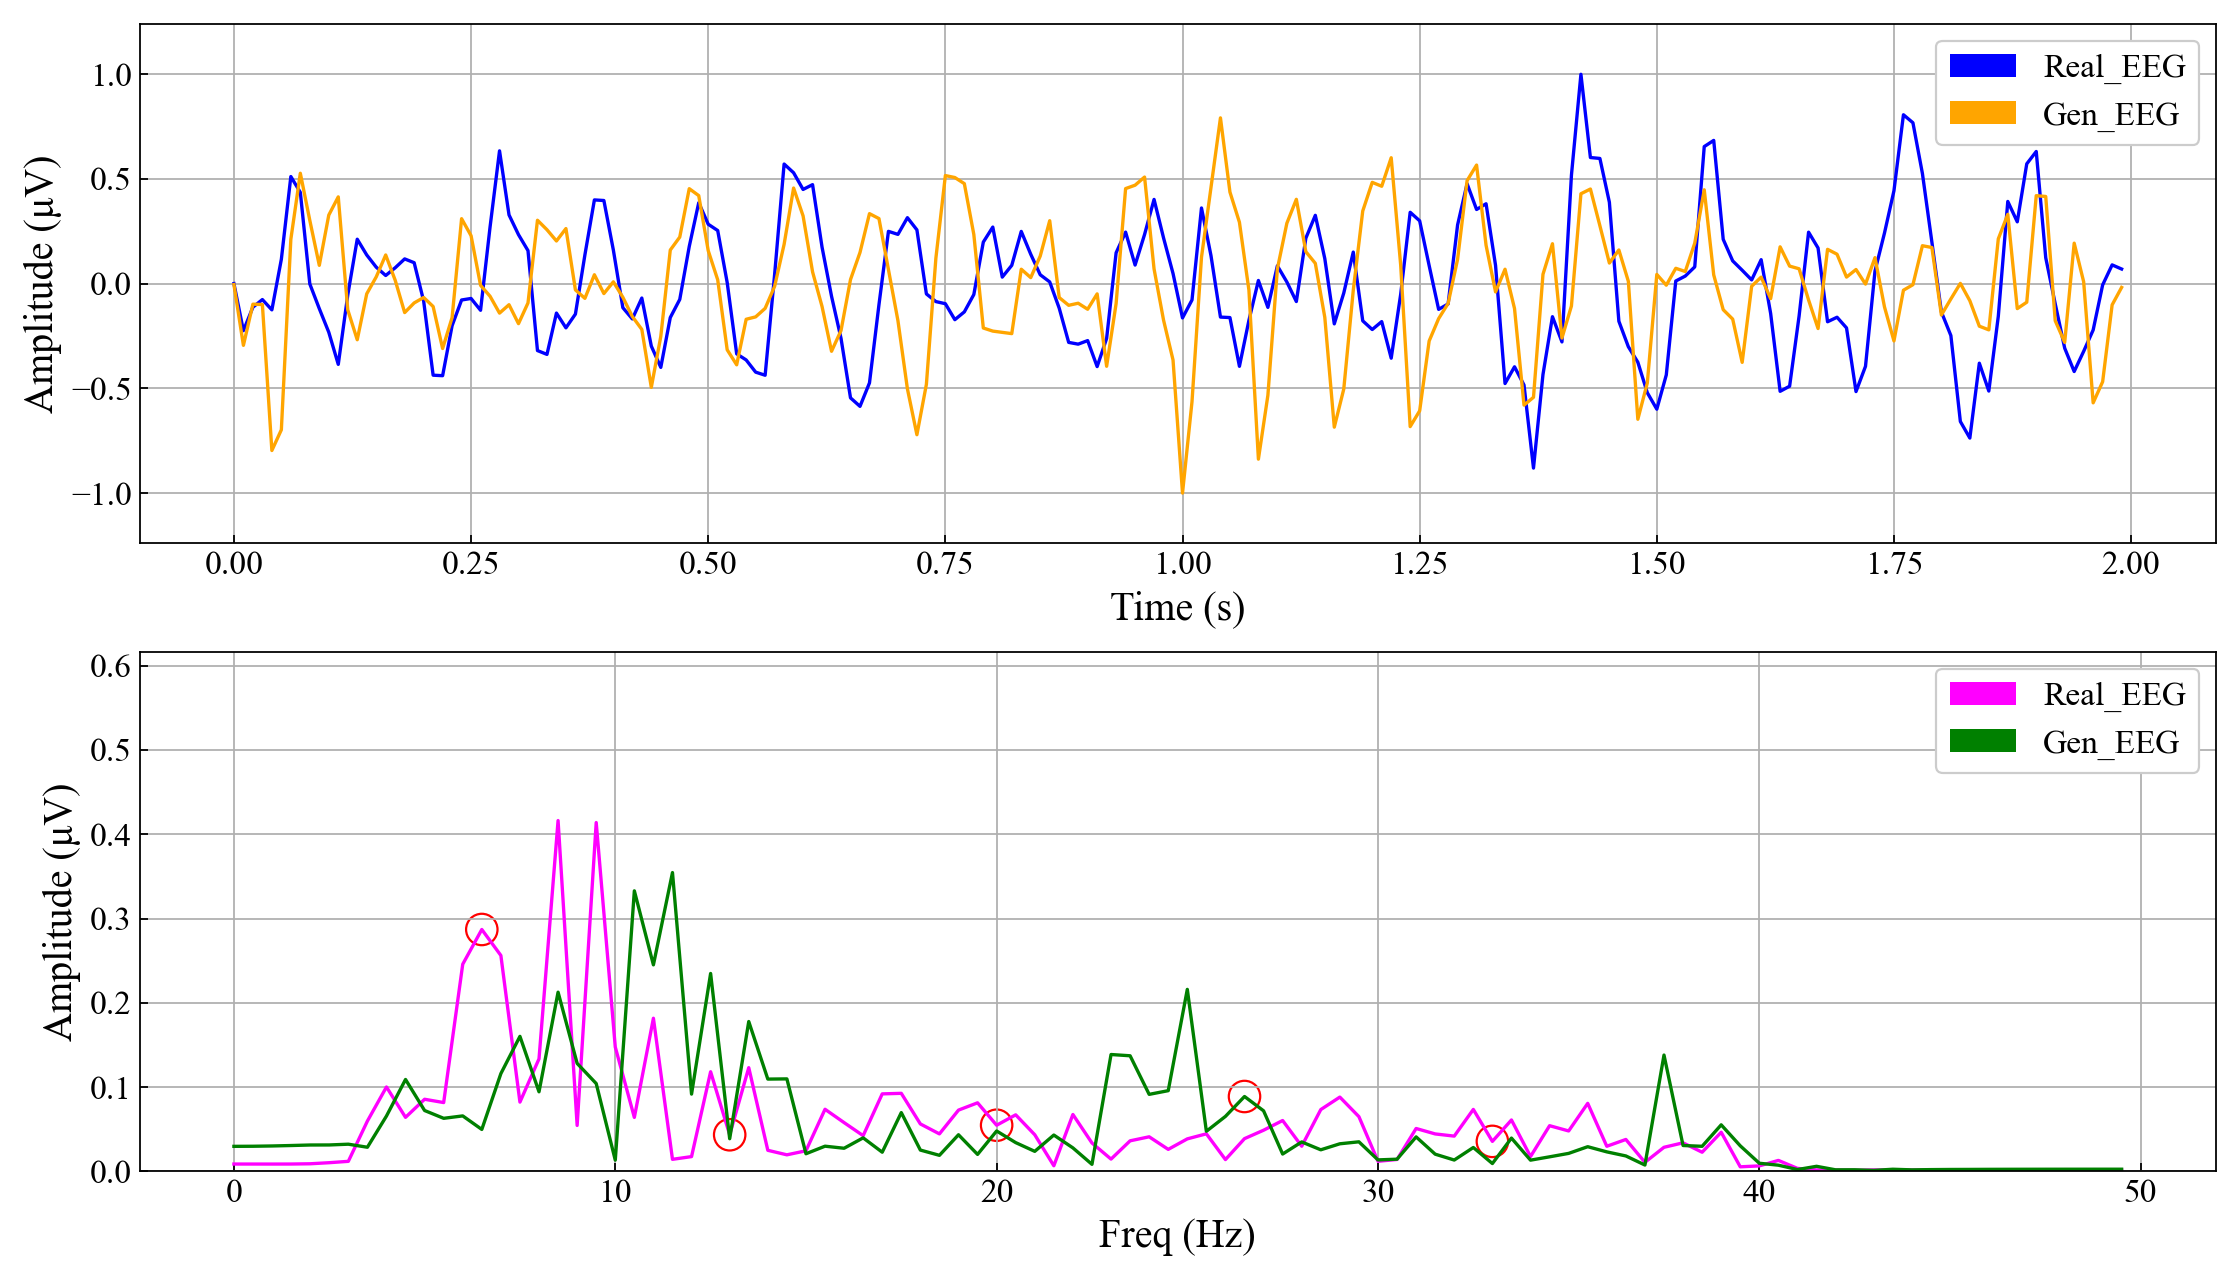 1.0
0.5
0.0
−0.5
−1.0
Amplitude (μV)
Real_EEG
Gen_EEG
0.00 0.25 0.50 0.75 1.00 1.25 1.50 1.75 2.00
Time (s)
0.6
0.5
0.4
0.3
0.2
0.1
0.0
Amplitude (μV)
Real_EEG
Gen_EEG
0 10 20 30 40 50
Freq (Hz)